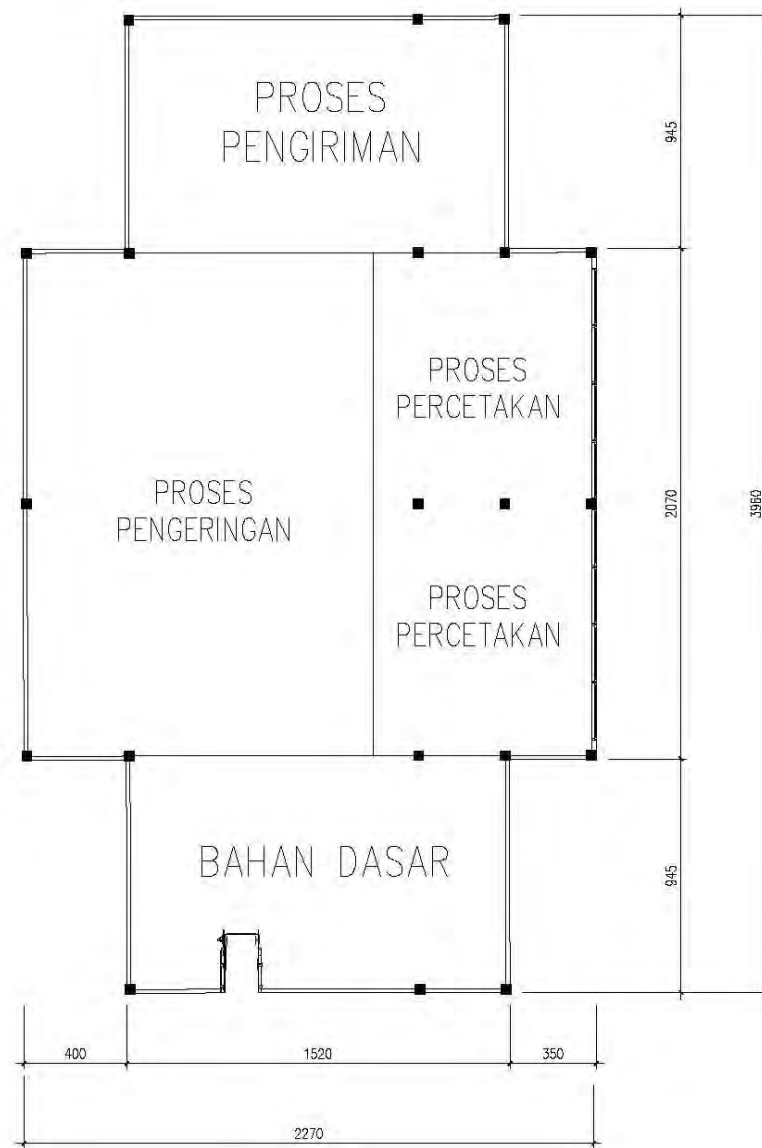 PROSES
PENGIRIMAN
945
PROSES
PERCETAKAN
PROSES
PENGERINGAN
2070
3960
PROSES
PERCETAKAN
BAHAN DASAR
945
400
1520
350
2270